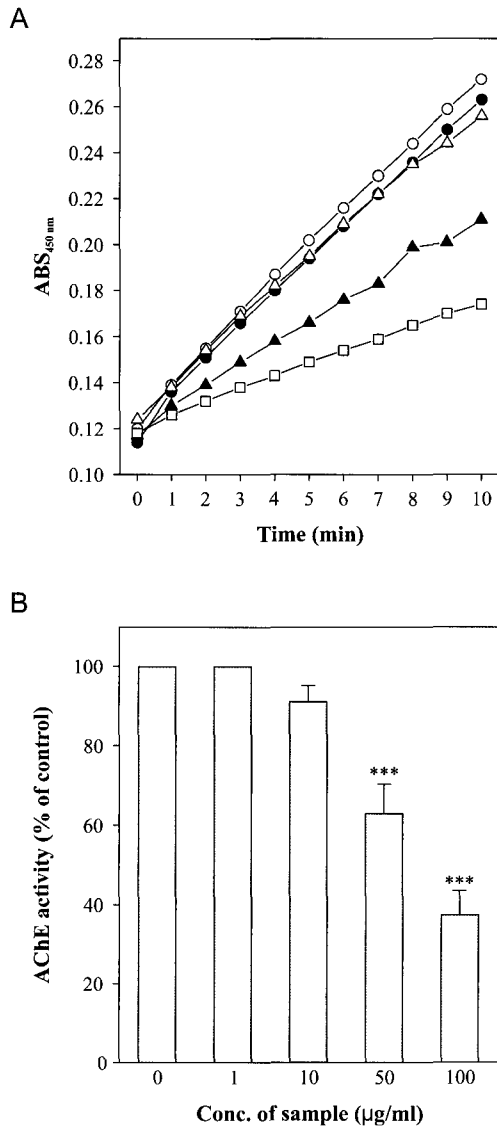 A
0.28
0.26
0.24
0.22
0.20
0.18
0.16
0.14
0.12
0.10
ABS450 nm
0 1 2 3 4 5 6 7 8 9 10
Time (min)
B
100
80
60
40
20
0
AChE activity (% of control)
***
***
0 1 10 50 100
Conc. of sample (μg/ml)